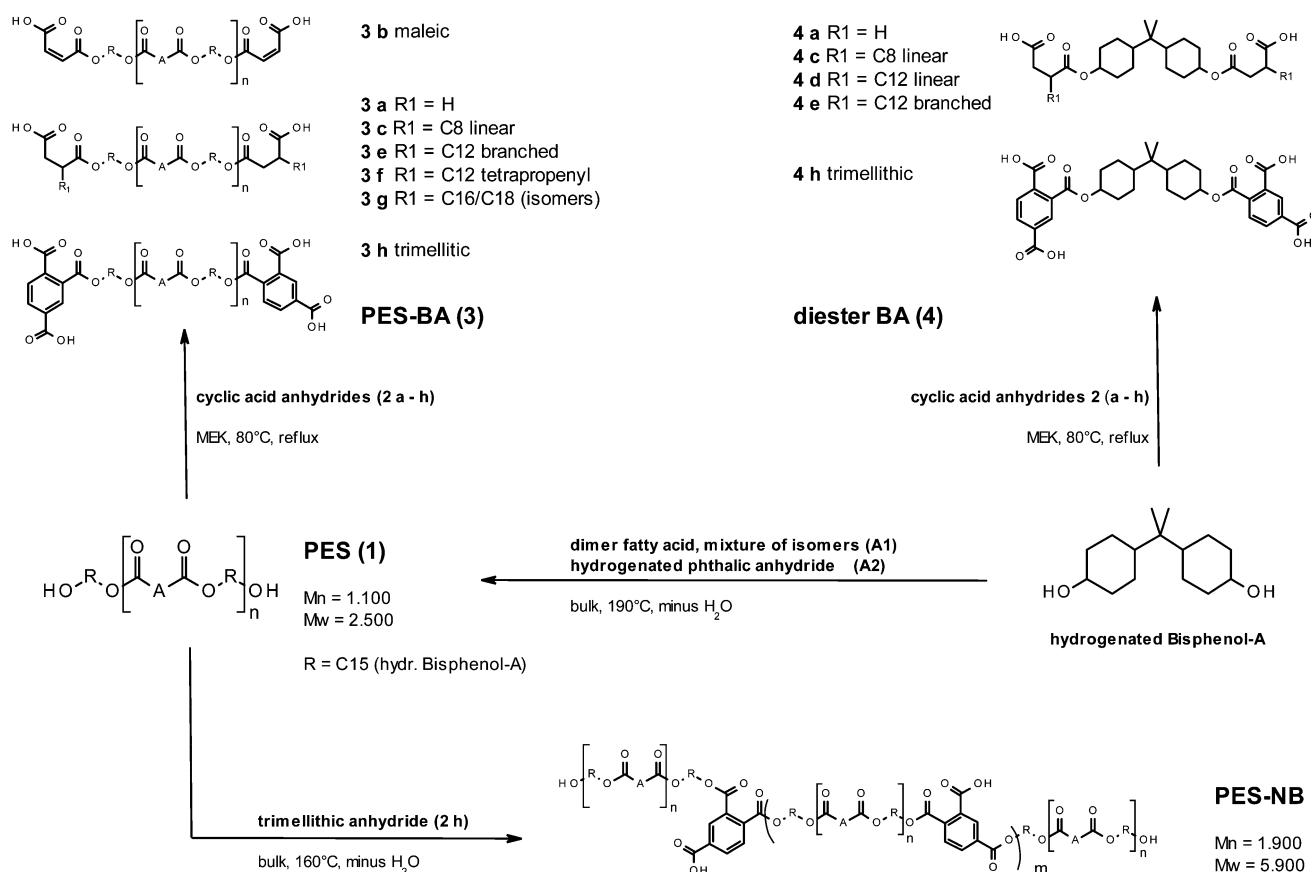 3 b maleic
3 a R1 = H
3 c R1 = C8 linear
3 e R1 = C12 branched
3 f R1 = C12 tetrapropenyl
3 g R1 = C16/C18 (isomers)
3 h trimellitic
PES-BA (3)
4 a R1 = H
4 c R1 = C8 linear
4 d R1 = C12 linear
4 e R1 = C12 branched
4 h trimellithic
diester BA (4)
cyclic acid anhydrides (2 a - h)
MEK, 80°C, reflux
cyclic acid anhydrides 2 (a - h)
MEK, 80°C, reflux
PES (1)
Mn = 1.100
Mw = 2.500
R = C15 (hydr. Bisphenol-A)
dimer fatty acid, mixture of isomers (A1)
hydrogenated phthalic anhydride (A2)
bulk, 190°C, minus H2O
hydrogenated Bisphenol-A
trimellithic anhydride (2 h)
bulk, 160°C, minus H2O
PES-NB
Mn = 1.900
Mw = 5.900